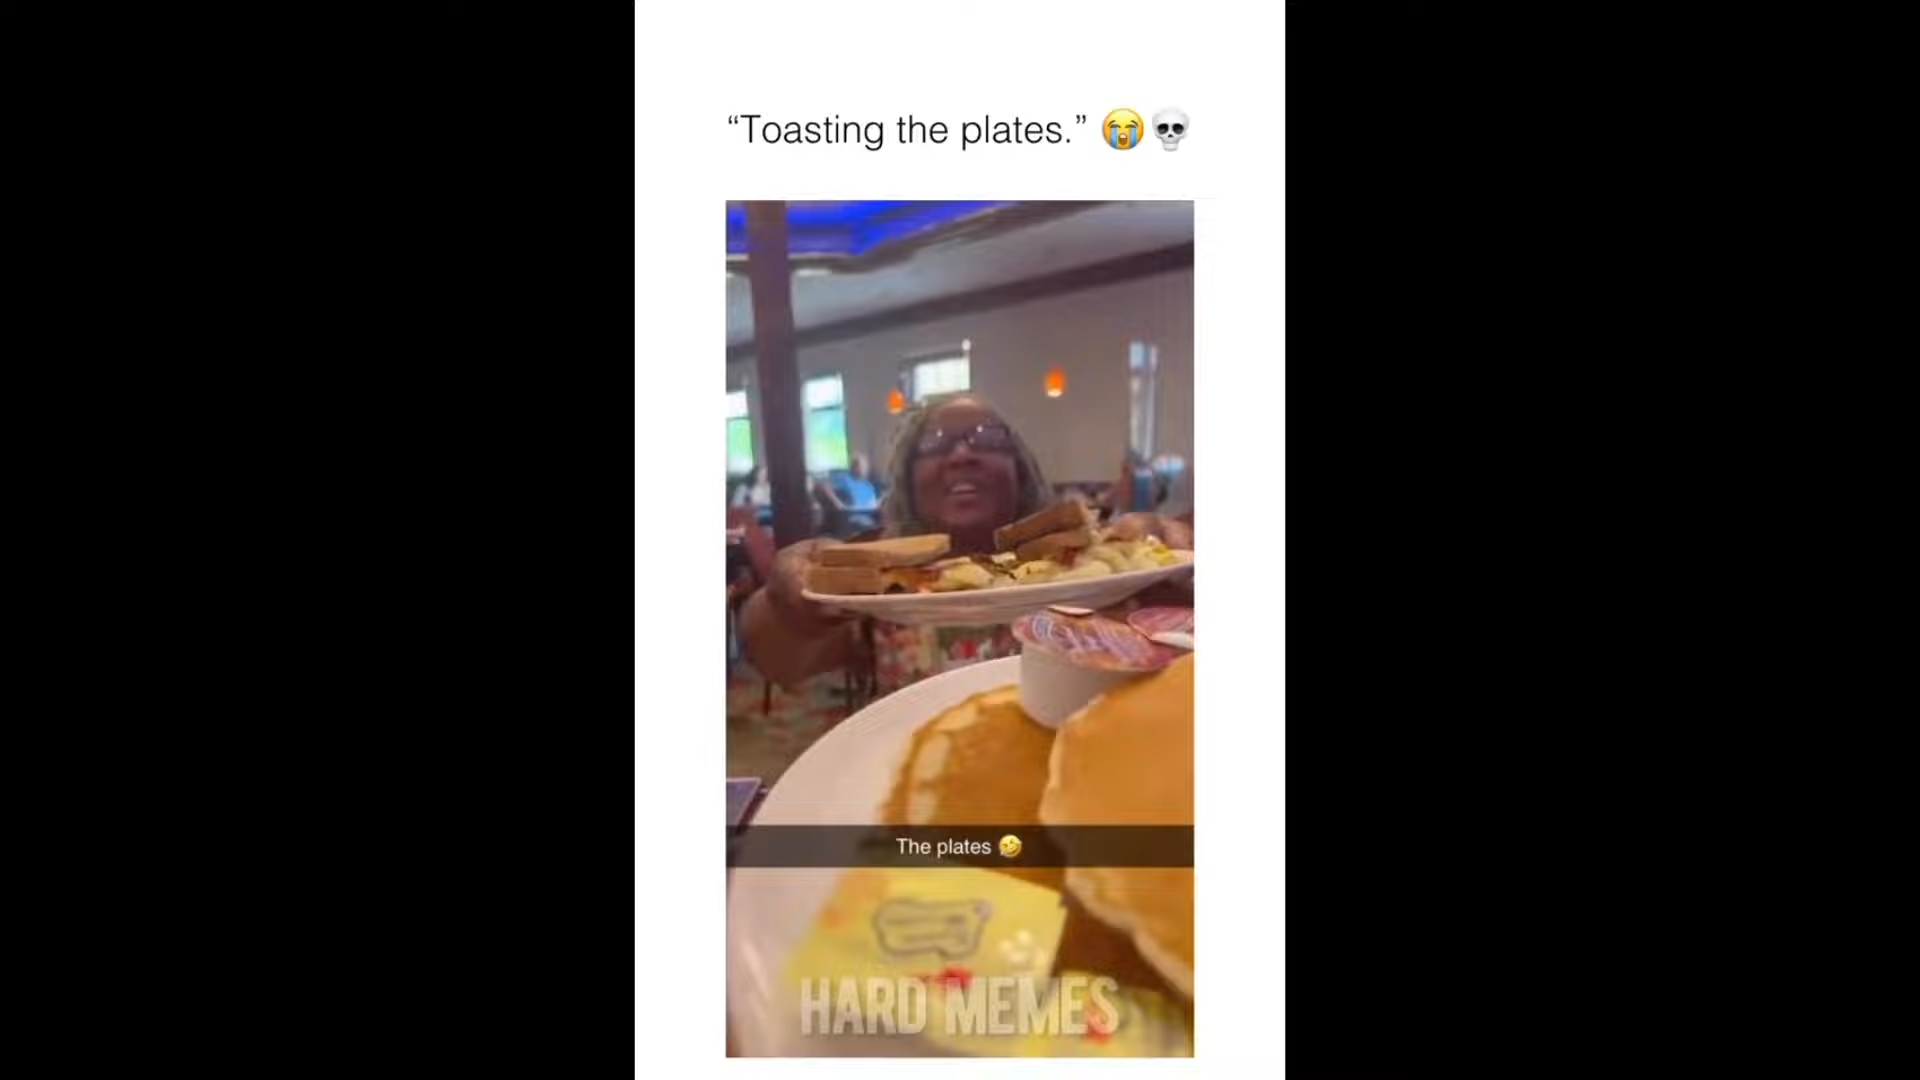 “Toasting the plates.” 😭💀
The plates 🤣
HARD MEMES